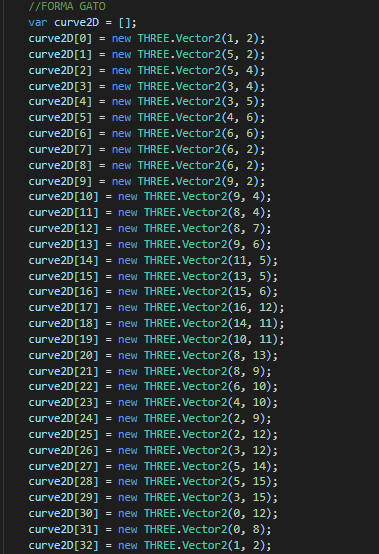 //FORMA GATO
var curve2D = [];
curve2D[0] = new THREE.Vector2(1, 2);
curve2D[1] = new THREE.Vector2(5, 2);
curve2D[2] = new THREE.Vector2(5, 4);
curve2D[3] = new THREE.Vector2(3, 4);
curve2D[4] = new THREE.Vector2(3, 5);
curve2D[5] = new THREE.Vector2(4, 6);
curve2D[6] = new THREE.Vector2(6, 6);
curve2D[7] = new THREE.Vector2(6, 2);
curve2D[8] = new THREE.Vector2(6, 2);
curve2D[9] = new THREE.Vector2(9, 2);
curve2D[10] = new THREE.Vector2(9, 4);
curve2D[11] = new THREE.Vector2(8, 4);
curve2D[12] = new THREE.Vector2(8, 7);
curve2D[13] = new THREE.Vector2(9, 6);
curve2D[14] = new THREE.Vector2(11, 5);
curve2D[15] = new THREE.Vector2(13, 5);
curve2D[16] = new THREE.Vector2(15, 6);
curve2D[17] = new THREE.Vector2(16, 12);
curve2D[18] = new THREE.Vector2(14, 11);
curve2D[19] = new THREE.Vector2(10, 11);
curve2D[20] = new THREE.Vector2(8, 13);
curve2D[21] = new THREE.Vector2(8, 9);
curve2D[22] = new THREE.Vector2(6, 10);
curve2D[23] = new THREE.Vector2(4, 10);
curve2D[24] = new THREE.Vector2(2, 9);
curve2D[25] = new THREE.Vector2(2, 12);
curve2D[26] = new THREE.Vector2(3, 12);
curve2D[27] = new THREE.Vector2(5, 14);
curve2D[28] = new THREE.Vector2(5, 15);
curve2D[29] = new THREE.Vector2(3, 15);
curve2D[30] = new THREE.Vector2(0, 12);
curve2D[31] = new THREE.Vector2(0, 8);
curve2D[32] = new THREE.Vector2(1, 2);